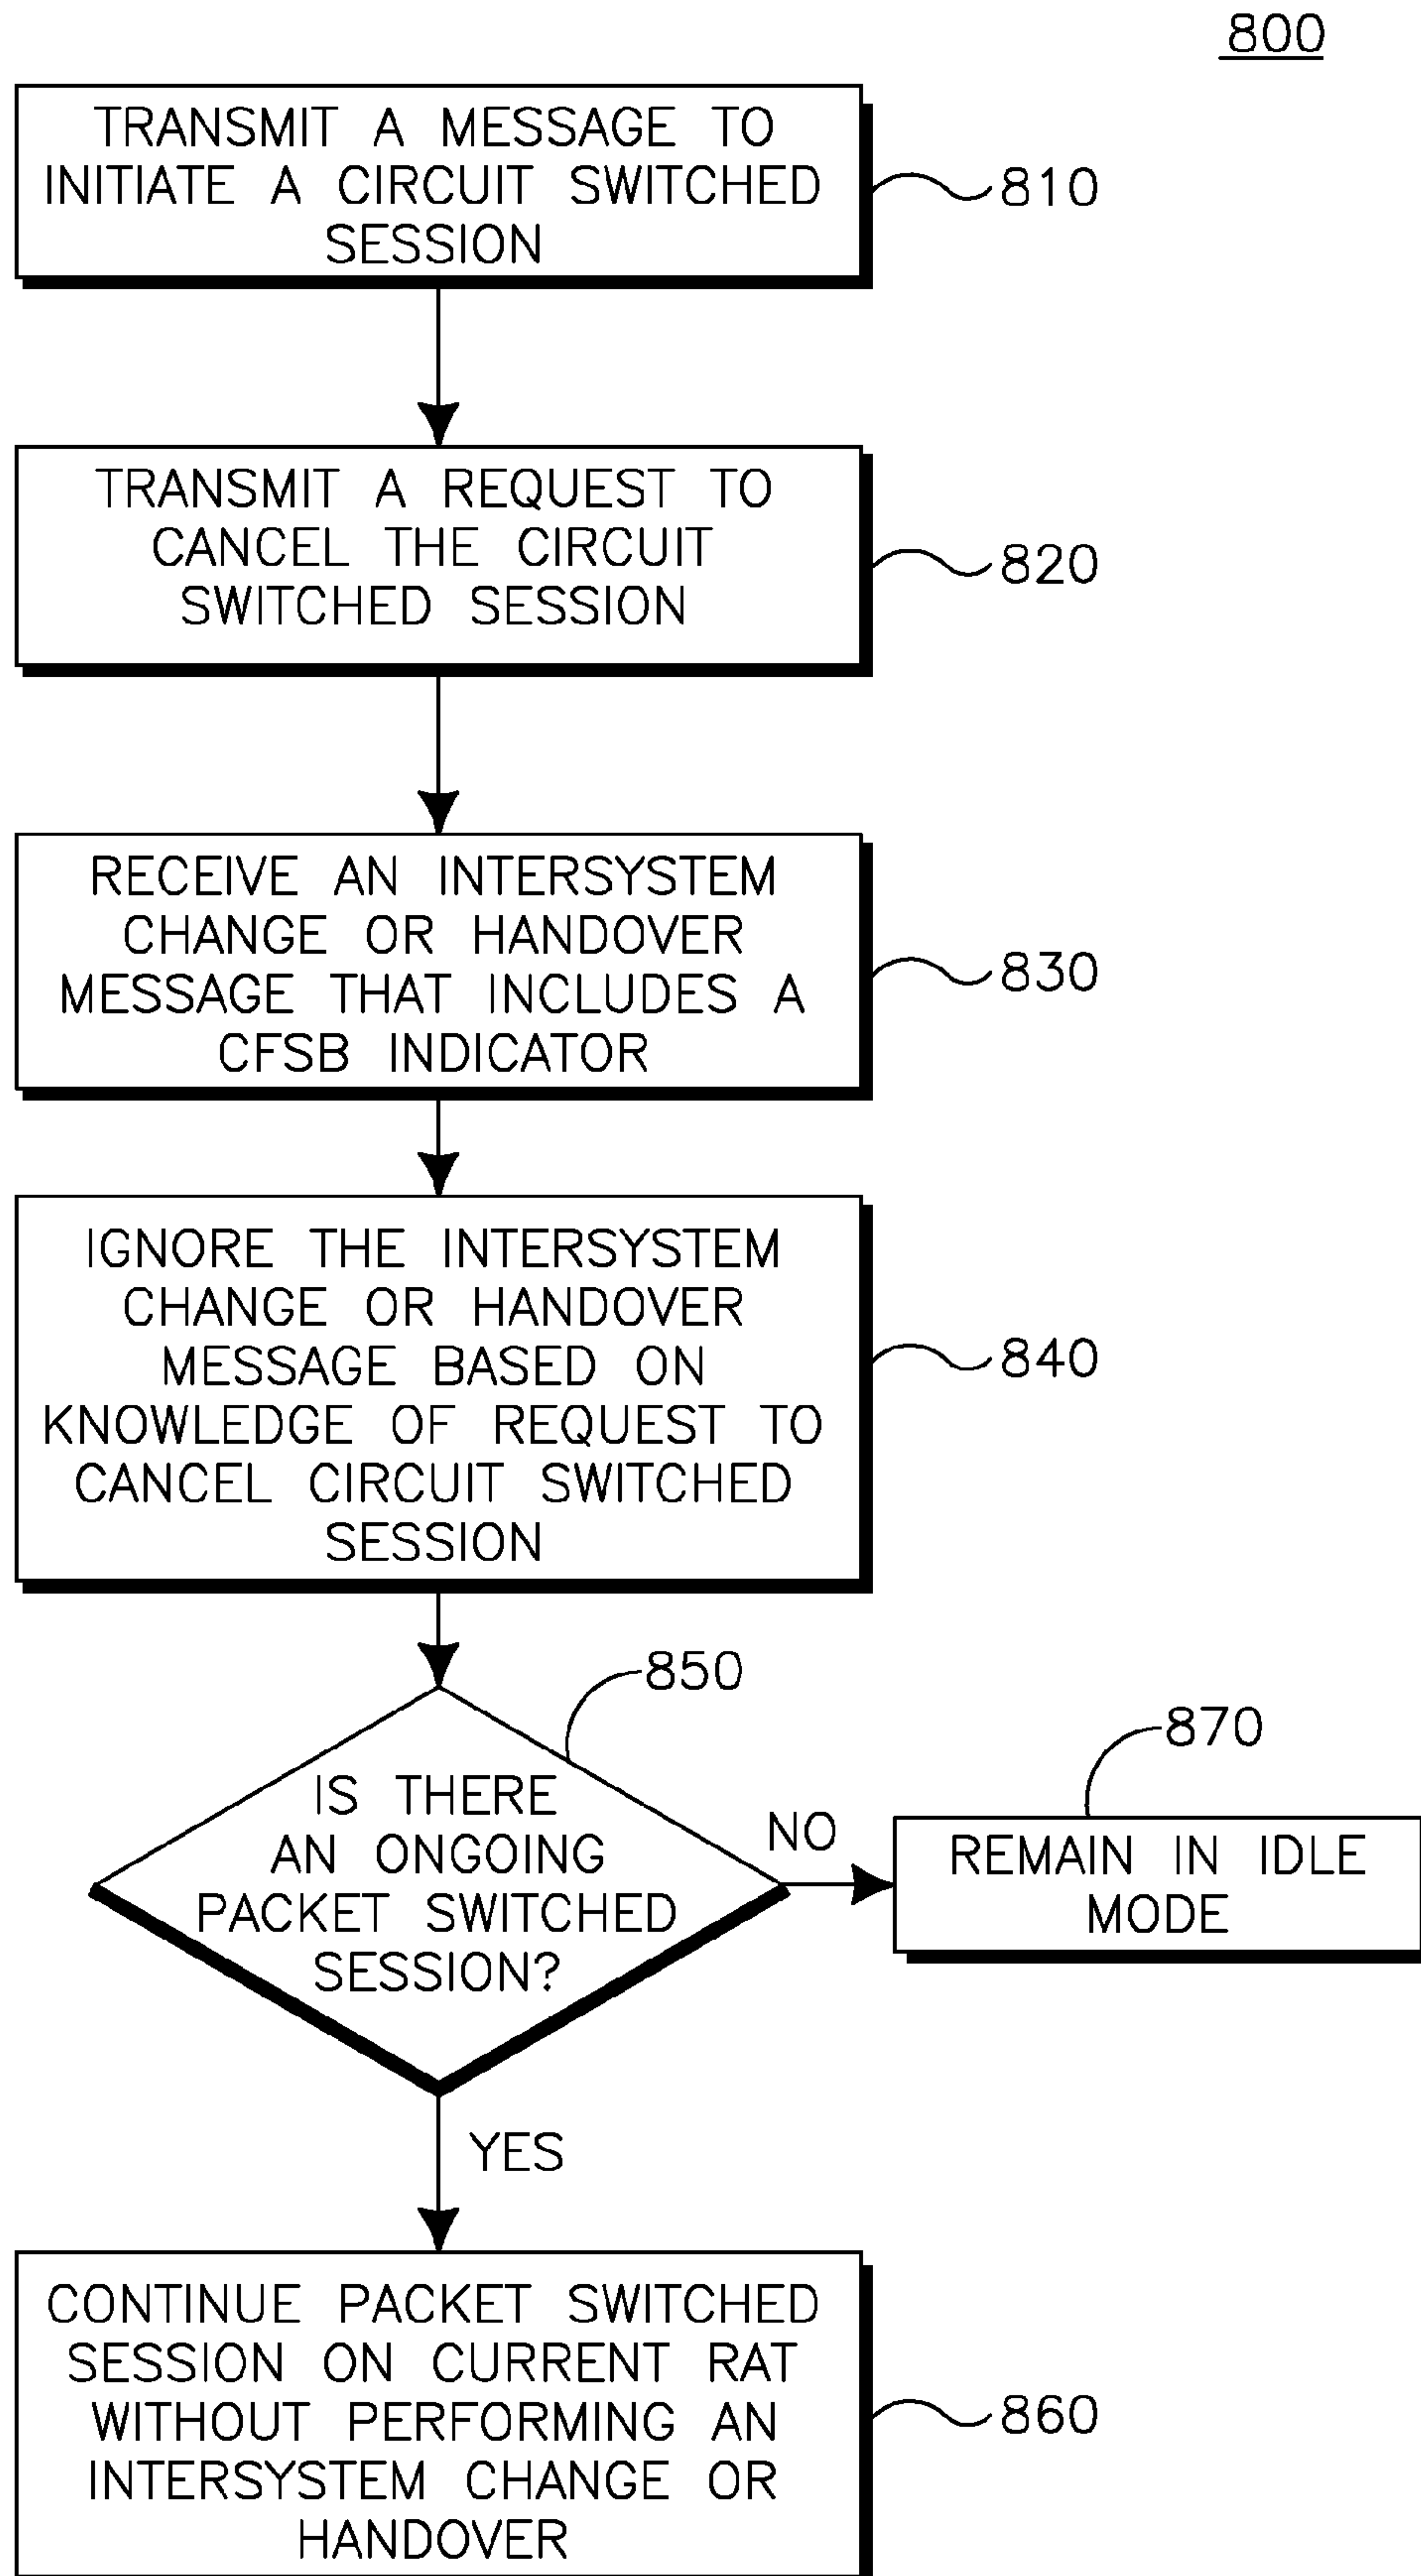 800
TRANSMIT A MESSAGE TO
INITIATE A CIRCUIT SWITCHED
SESSION
810
TRANSMIT A REQUEST TO
CANCEL THE CIRCUIT
SWITCHED SESSION
820
RECEIVE AN INTERSYSTEM
CHANGE OR HANDOVER
MESSAGE THAT INCLUDES A
CFSB INDICATOR
830
IGNORE THE INTERSYSTEM
CHANGE OR HANDOVER
MESSAGE BASED ON
KNOWLEDGE OF REQUEST TO
CANCEL CIRCUIT SWITCHED
SESSION
840
850
IS THERE
AN ONGOING
PACKET SWITCHED
SESSION?
NO
870
REMAIN IN IDLE
MODE
YES
CONTINUE PACKET SWITCHED
SESSION ON CURRENT RAT
WITHOUT PERFORMING AN
INTERSYSTEM CHANGE OR
HANDOVER
860